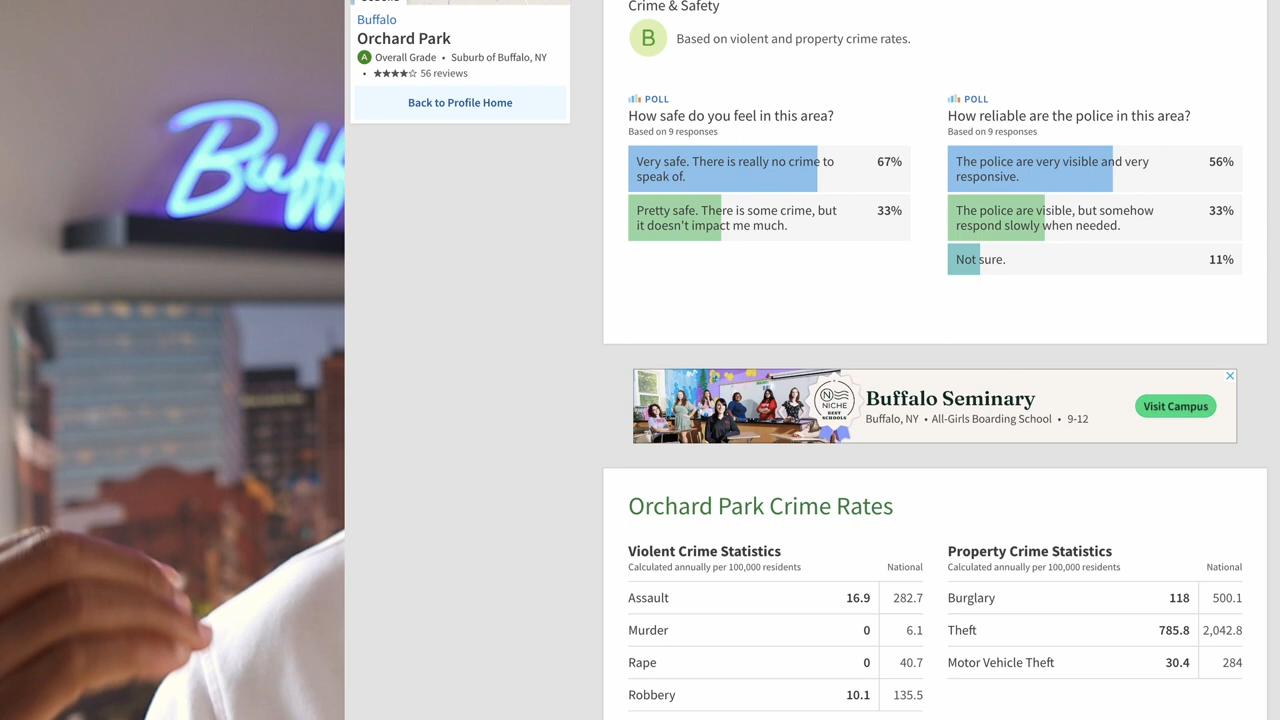 Buff
Buffalo
Orchard Park
A Overall Grade • Suburb of Buffalo, NY
• ★★★★☆ 56 reviews
Back to Profile Home
Crime & Safety
B Based on violent and property crime rates.
POLL
How safe do you feel in this area?
Based on 9 responses
Very safe. There is really no crime to 67%
speak of.
Pretty safe. There is some crime, but 33%
it doesn't impact me much.
POLL
How reliable are the police in this area?
Based on 9 responses
The police are very visible and very 56%
responsive.
The police are visible, but somehow 33%
respond slowly when needed.
Not sure. 11%
NICHE
BEST
SCHOOLS
Buffalo Seminary
Buffalo, NY • All-Girls Boarding School • 9-12
Visit Campus
Orchard Park Crime Rates
Violent Crime Statistics
Calculated annually per 100,000 residents National
Assault 16.9 282.7
Murder 0 6.1
Rape 0 40.7
Robbery 10.1 135.5
Property Crime Statistics
Calculated annually per 100,000 residents National
Burglary 118 500.1
Theft 785.8 2,042.8
Motor Vehicle Theft 30.4 284